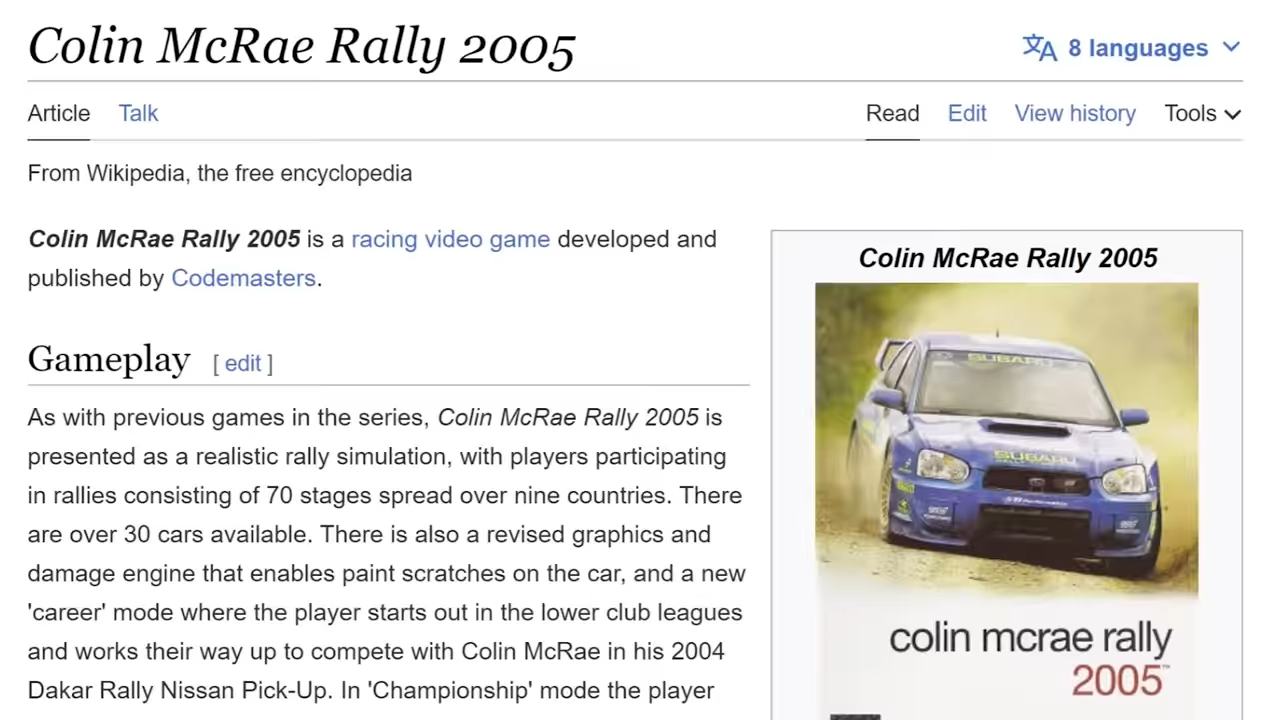 Colin McRae Rally 2005
8 languages
Article Talk Read Edit View history Tools
From Wikipedia, the free encyclopedia
Colin McRae Rally 2005 is a racing video game developed and
published by Codemasters.
Gameplay [ edit ]
As with previous games in the series, Colin McRae Rally 2005 is
presented as a realistic rally simulation, with players participating
in rallies consisting of 70 stages spread over nine countries. There
are over 30 cars available. There is also a revised graphics and
damage engine that enables paint scratches on the car, and a new
'career' mode where the player starts out in the lower club leagues
and works their way up to compete with Colin McRae in his 2004
Dakar Rally Nissan Pick-Up. In 'Championship' mode the player
Colin McRae Rally 2005
SUBARU
SUBARU
colin mcrae rally
2005™